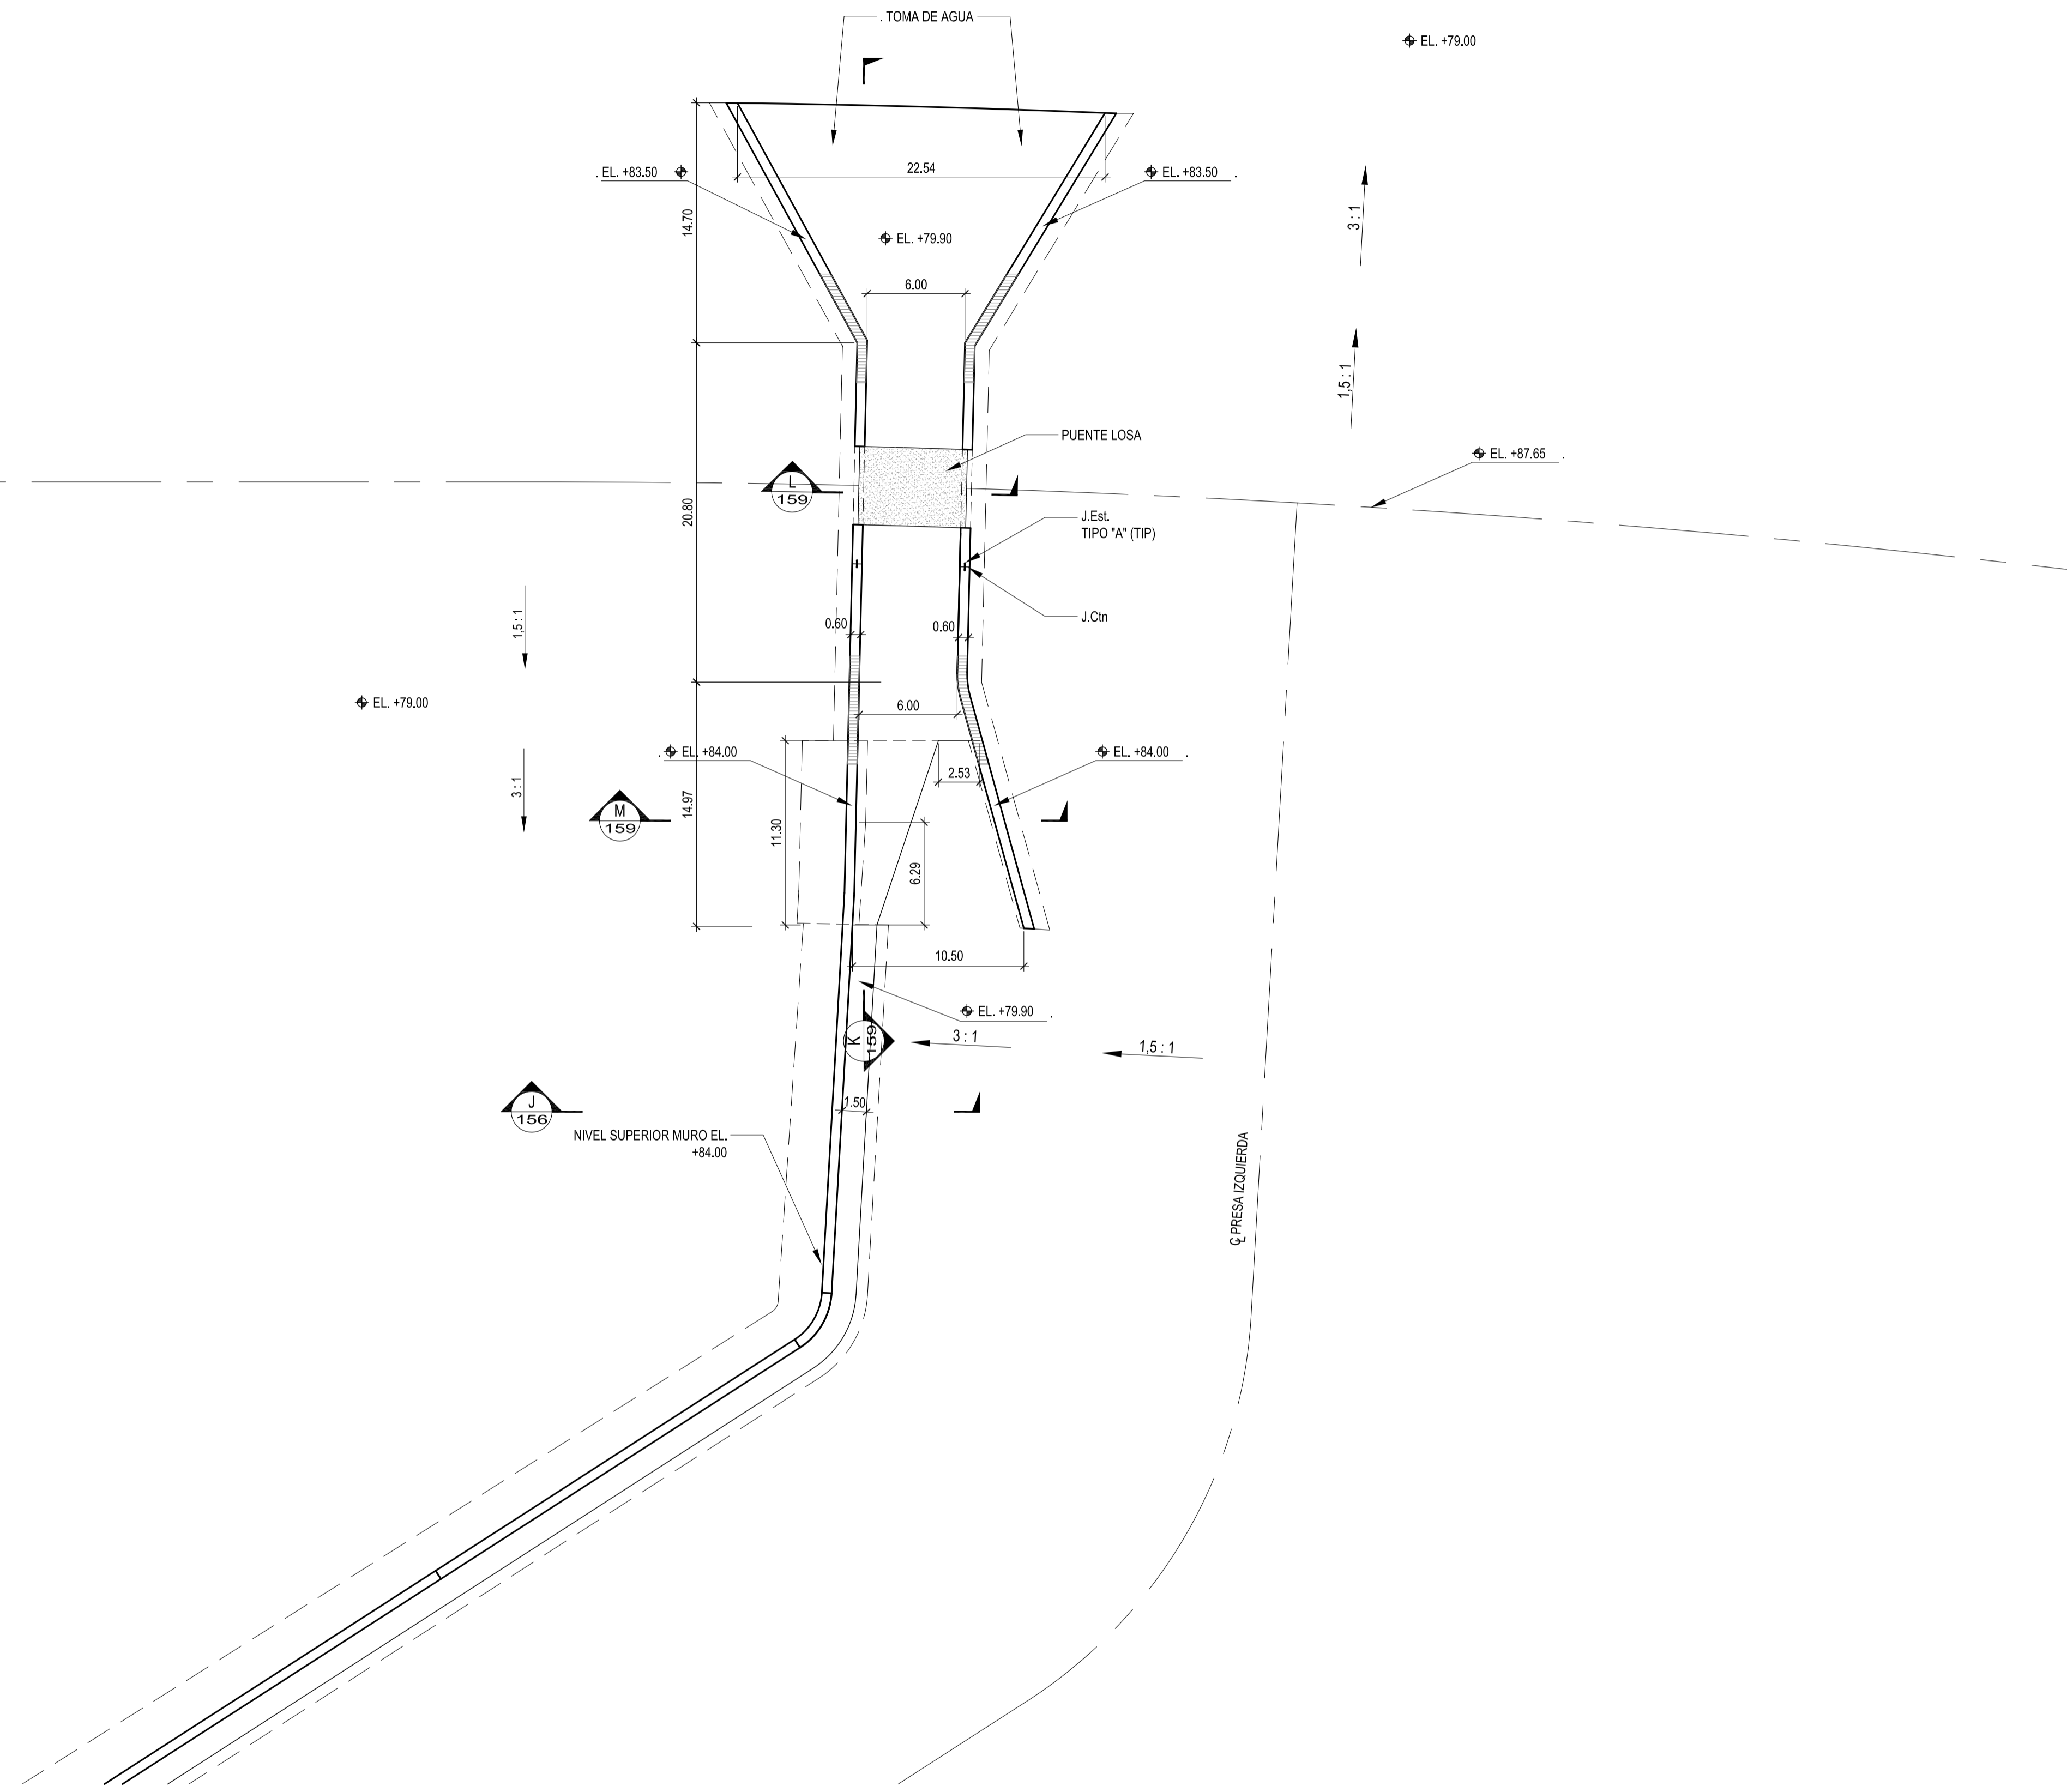 . TOMA DE AGUA
EL. +79.00
. EL. +83.50
22.54
EL. +83.50 .
14.70
3 : 1
EL. +79.90
6.00
1,5 : 1
PUENTE LOSA
EL. +87.65 .
L
159
20.80
J.Est.
TIPO "A" (TIP)
J.Ctn
1,5 : 1
0.60
0.60
EL. +79.00
6.00
. EL. +84.00
EL. +84.00 .
2.53
3 : 1
14.97
M
159
11.30
6.29
10.50
EL. +79.90 .
K
159
3 : 1
1,5 : 1
J
156
1.50
NIVEL SUPERIOR MURO EL.
+84.00
CL PRESA IZQUIERDA